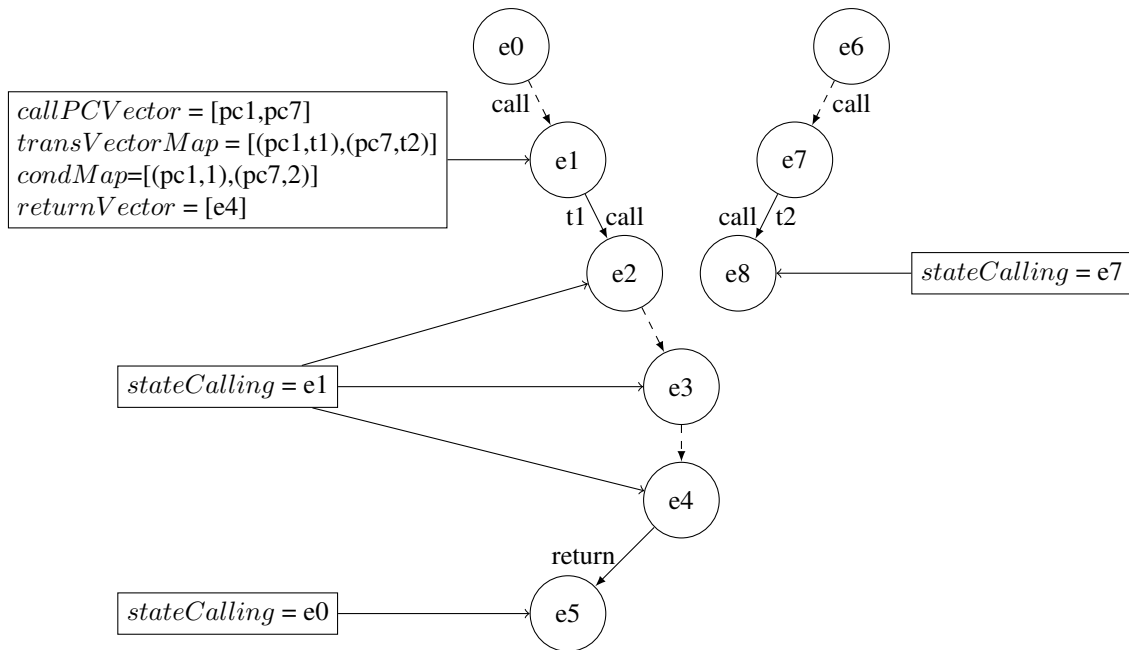 e0
e6
call
call
callPCVector = [pc1,pc7]
transVectorMap = [(pc1,t1),(pc7,t2)]
condMap=[(pc1,1),(pc7,2)]
returnVector = [e4]
e1
e7
t1
call
call
t2
e2
e8
stateCalling = e7
stateCalling = e1
e3
e4
return
stateCalling = e0
e5